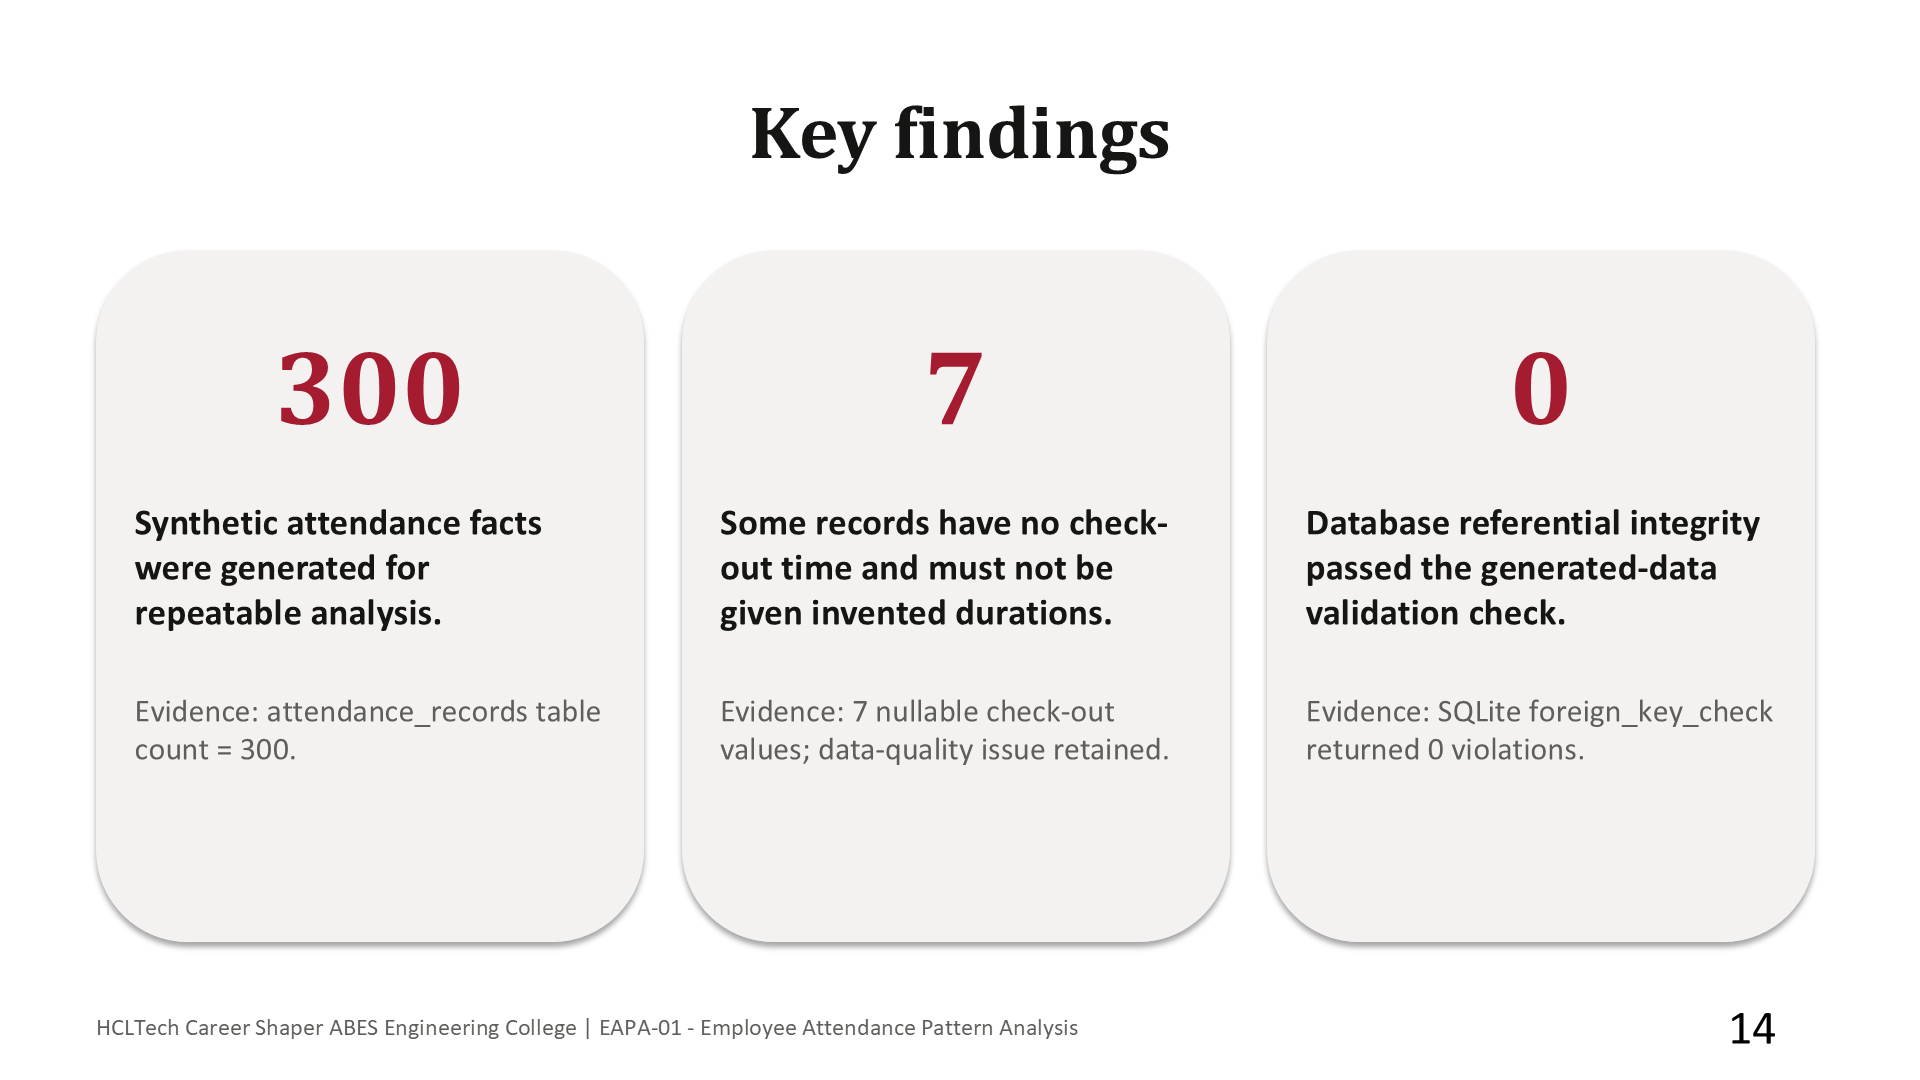 Key findings
300
Synthetic attendance facts
were generated for
repeatable analysis.
Evidence: attendance_records table
count = 300.
7
Some records have no check-
out time and must not be
given invented durations.
Evidence: 7 nullable check-out
values; data-quality issue retained.
0
Database referential integrity
passed the generated-data
validation check.
Evidence: SQLite foreign_key_check
returned 0 violations.
HCLTech Career Shaper ABES Engineering College | EAPA-01 - Employee Attendance Pattern Analysis
14